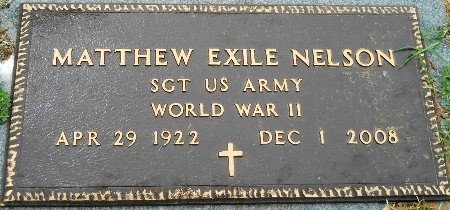 MATTHEW EXILE NELSON
SGT US ARMY
WORLD WAR II
APR 29 1922 DEC 1 2008